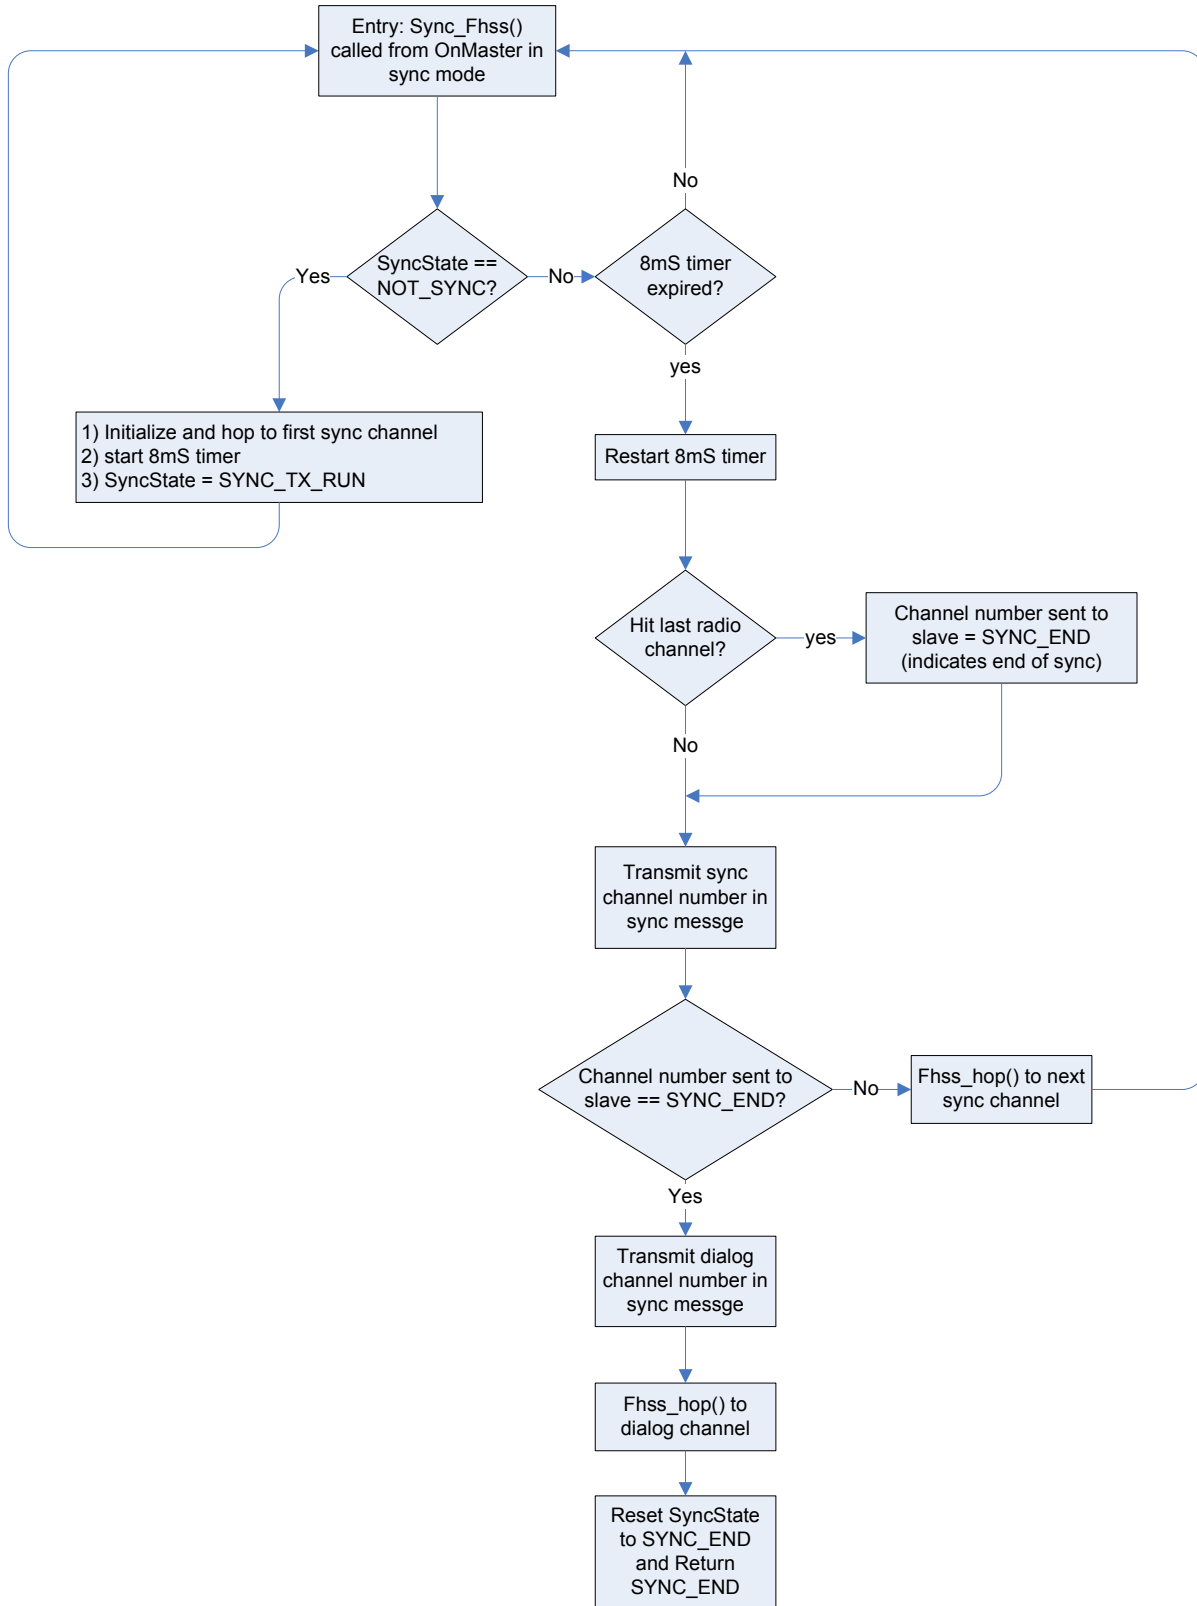 Entry: Sync_Fhss()
called from OnMaster in
sync mode
No
SyncState ==
NOT_SYNC?
Yes
No
8mS timer
expired?
yes
1) Initialize and hop to first sync channel
2) start 8mS timer
3) SyncState = SYNC_TX_RUN
Restart 8mS timer
Hit last radio
channel?
yes
Channel number sent to
slave = SYNC_END
(indicates end of sync)
No
Transmit sync
channel number in
sync messge
Channel number sent to
slave == SYNC_END?
No
Fhss_hop() to next
sync channel
Yes
Transmit dialog
channel number in
sync messge
Fhss_hop() to
dialog channel
Reset SyncState
to SYNC_END
and Return
SYNC_END